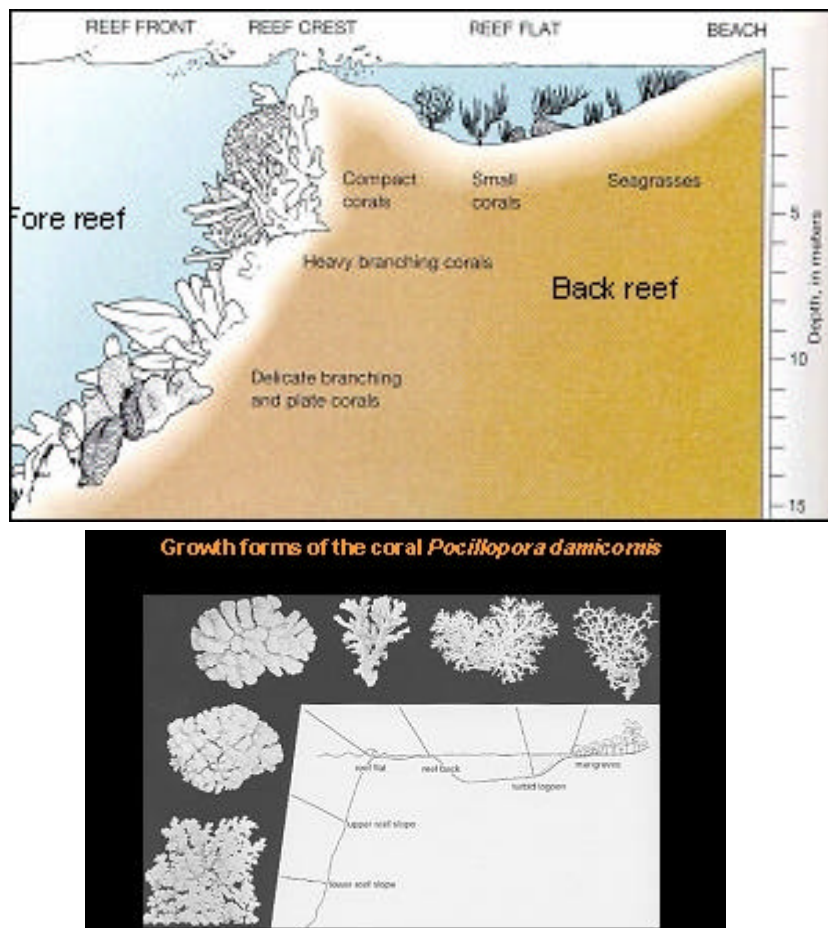 REEF FRONT REEF CREST REEF FLAT BEACH
Compact
corals
Small
corals
Seagrasses
Fore reef
5
Heavy branching corals
Back reef
Depth, in meters
10
Delicate branching
and plate corals
15
Growth forms of the coral Pocillopora damicornis
reef flat
reef back
mangroves
turbid lagoon
upper reef slope
lower reef slope